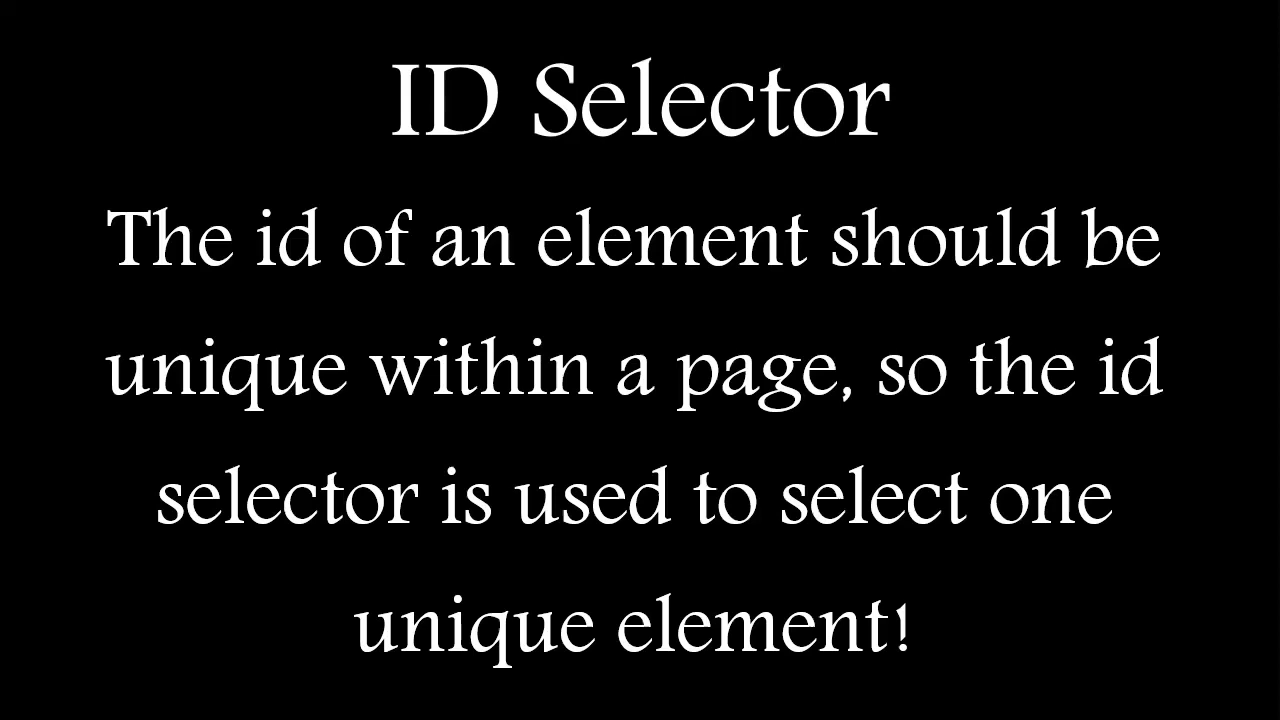 ID Selector
The id of an element should be
unique within a page, so the id
selector is used to select one
unique element!